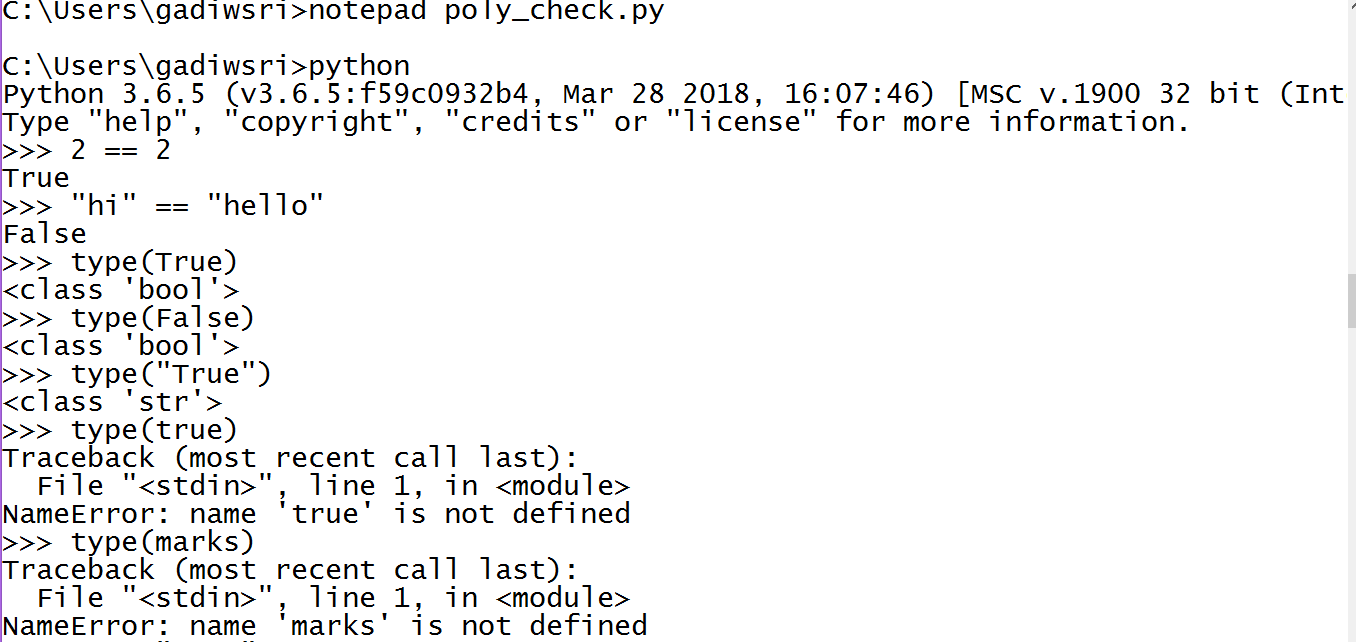 C:\Users\gadiwsri>notepad poly_check.py
C:\Users\gadiwsri>python
Python 3.6.5 (v3.6.5:f59c0932b4, Mar 28 2018, 16:07:46) [MSC v.1900 32 bit (Int
Type "help", "copyright", "credits" or "license" for more information.
>>> 2 == 2
True
>>> "hi" == "hello"
False
>>> type(True)
<class 'bool'>
>>> type(False)
<class 'bool'>
>>> type("True")
<class 'str'>
>>> type(true)
Traceback (most recent call last):
  File "<stdin>", line 1, in <module>
NameError: name 'true' is not defined
>>> type(marks)
Traceback (most recent call last):
  File "<stdin>", line 1, in <module>
NameError: name 'marks' is not defined